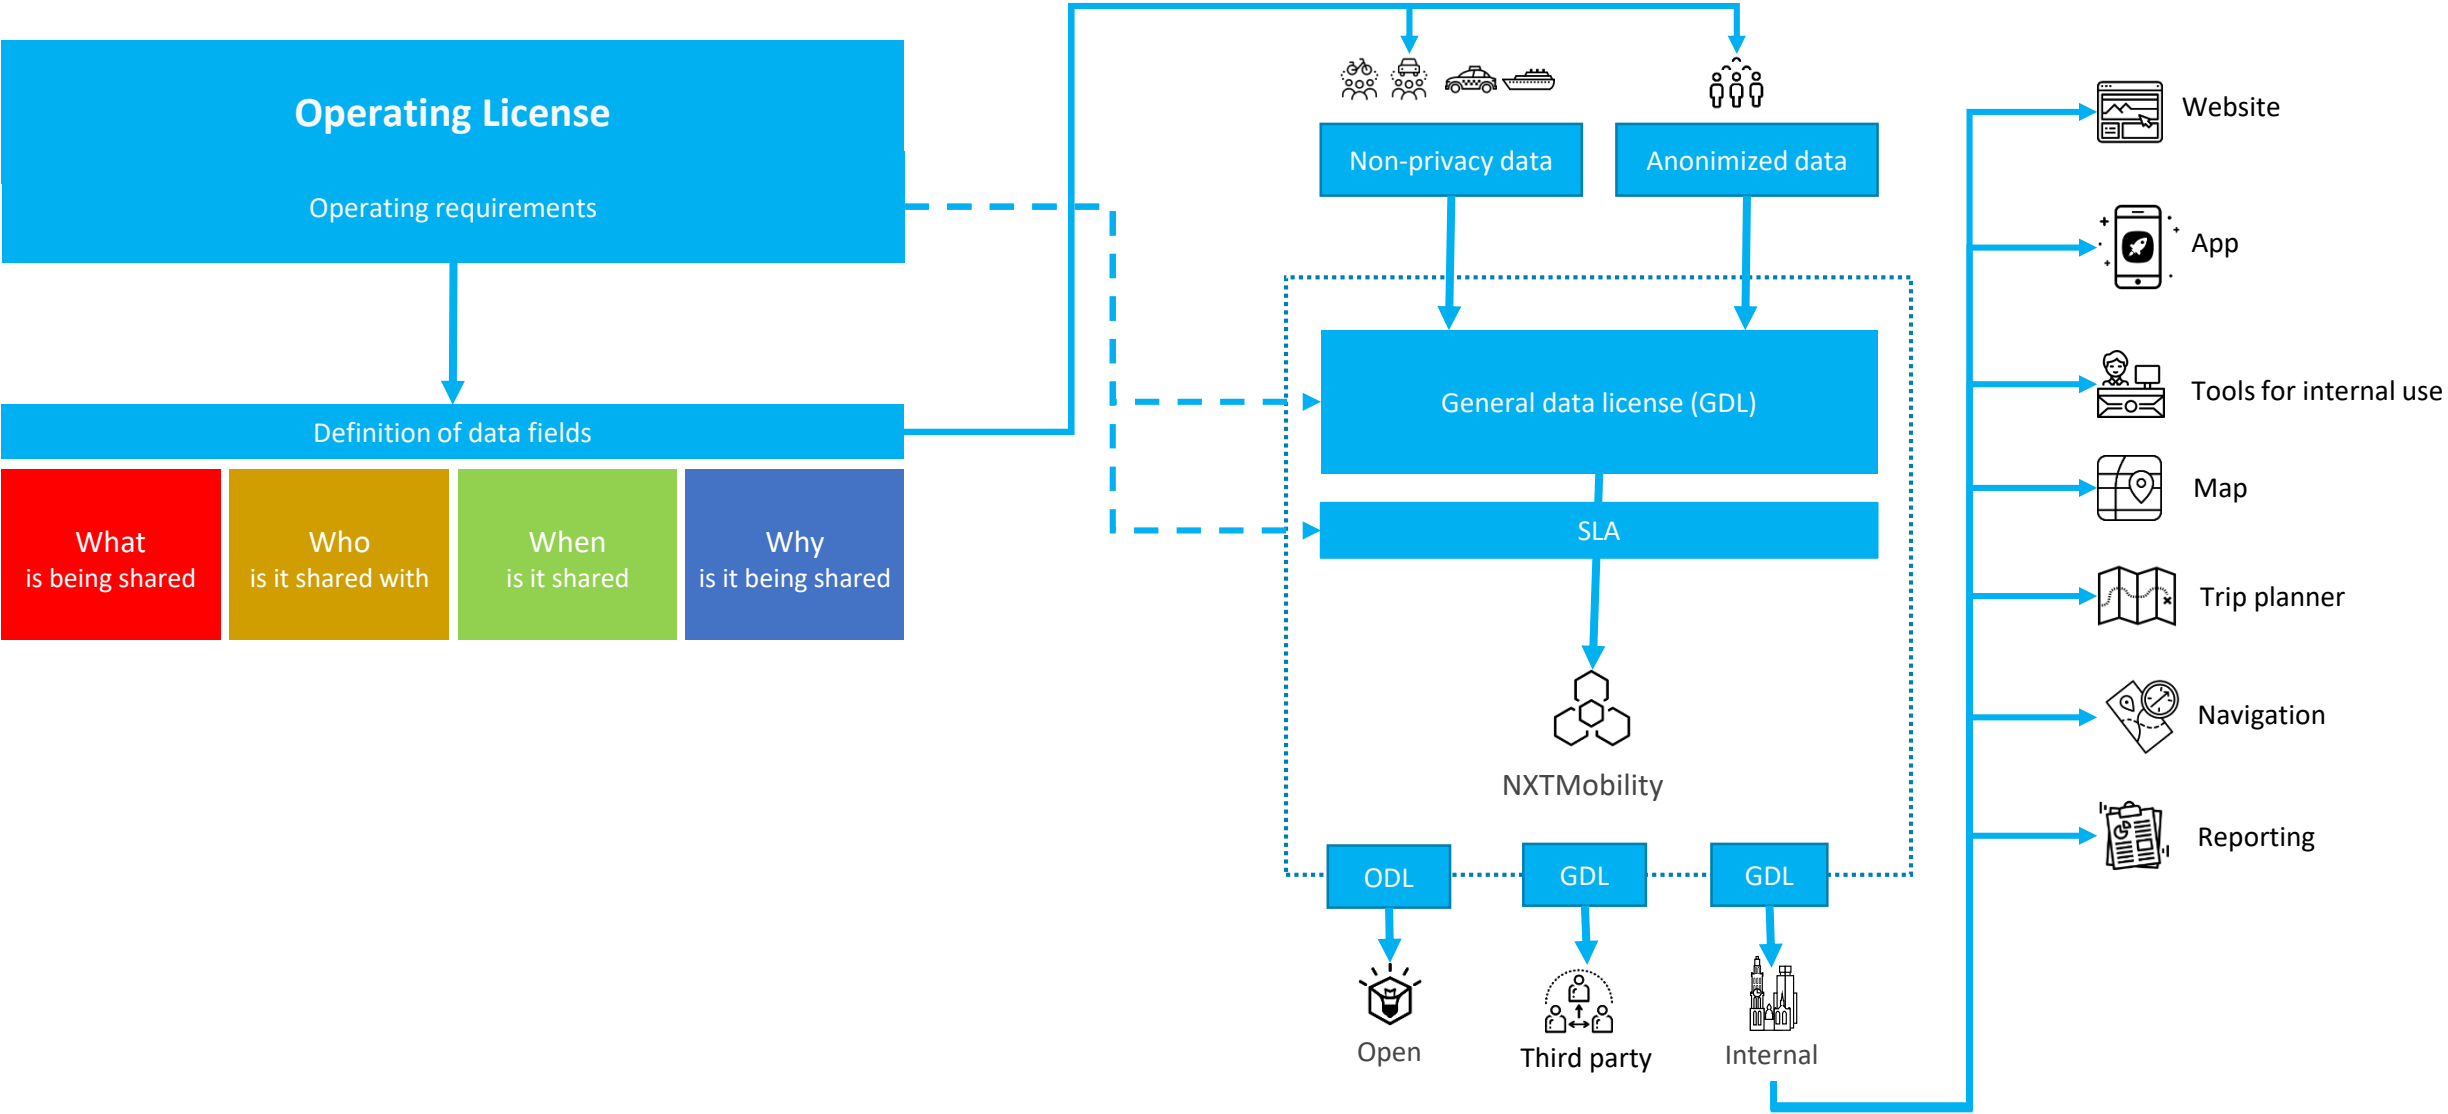 Operating License
Operating requirements
Definition of data fields
What
is being shared
Who
is it shared with
When
is it shared
Why
is it being shared
Non-privacy data
Anonimized data
General data license (GDL)
SLA
NXTMobility
ODL
GDL
GDL
Open
Third party
Internal
Website
App
Tools for internal use
Map
Trip planner
Navigation
Reporting